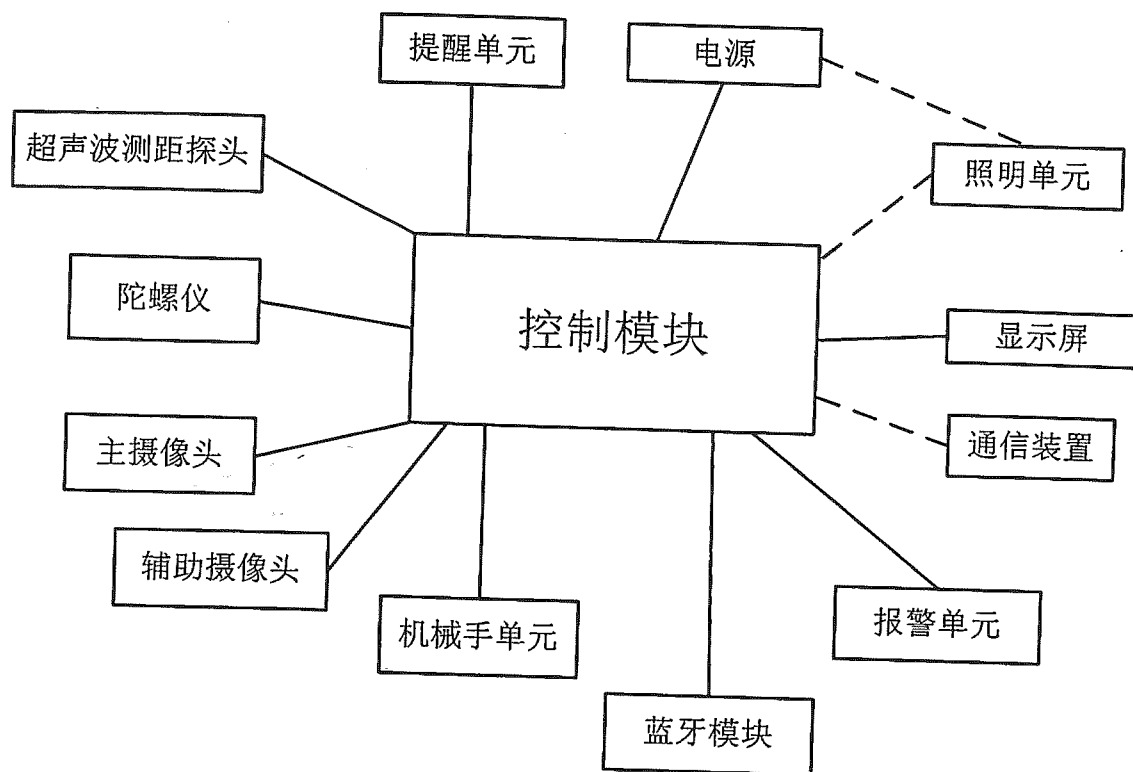 提醒单元
电源
超声波测距探头
照明单元
陀螺仪
控制模块
显示屏
主摄像头
通信装置
辅助摄像头
机械手单元
报警单元
蓝牙模块